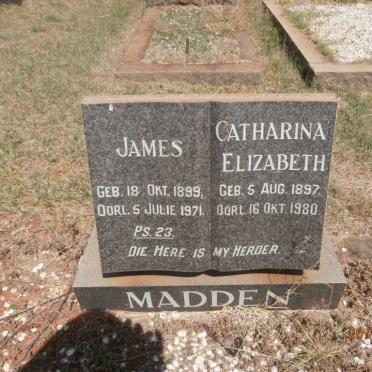 JAMES
GEB. 18 OKT. 1899,
OORL. 5 JULIE 1971.
CATHARINA
ELIZABETH
GEB. 5 AUG. 1897.
OORL. 16 OKT. 1980.
PS. 23.
DIE HERE IS MY HERDER.
MADDEN